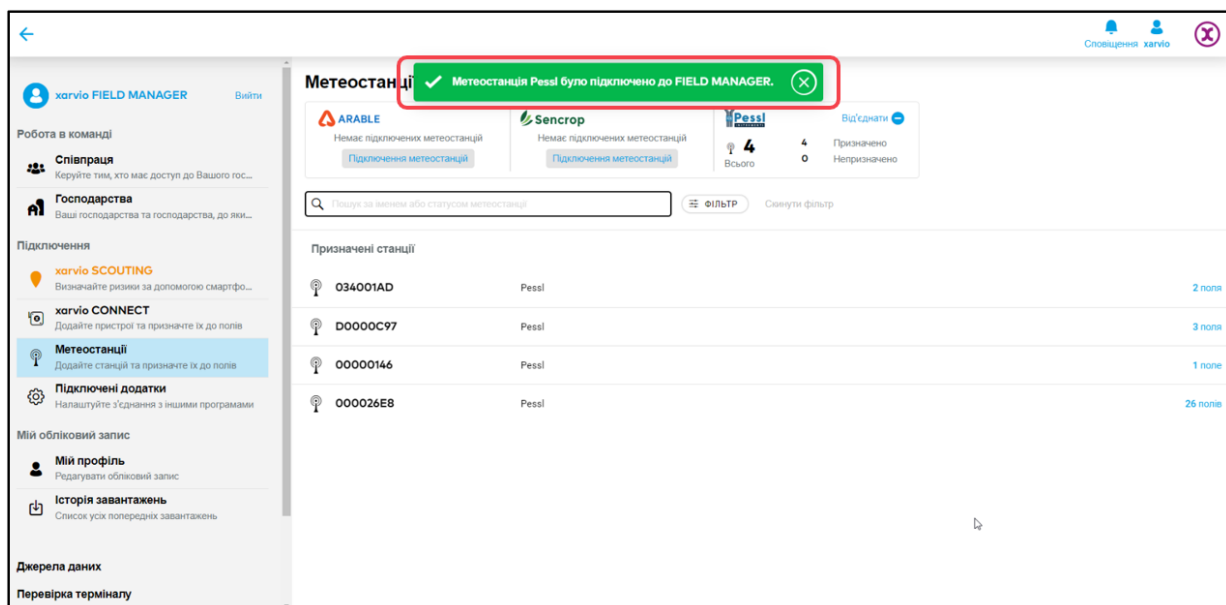 Сповіщення xarvio
xarvio FIELD MANAGER Вийти
Робота в команді
Співпраця
Керуйте тим, хто має доступ до Вашого гос...
Господарства
Ваші господарства та господарства, до яки...
Підключення
xarvio SCOUTING
Визначайте ризики за допомогою смартфо...
xarvio CONNECT
Додайте пристрої та призначте їх до полів
Метеостанції
Додайте станцій та призначте їх до полів
Підключені додатки
Налаштуйте з'єднання з іншими програмами
Мій обліковий запис
Мій профіль
Редагувати обліковий запис
Історія завантажень
Список усіх попередніх завантажень
Джерела даних
Перевірка терміналу
Метеостанції
Метеостанція Pessl було підключено до FIELD MANAGER.
ARABLE
Немає підключених метеостанцій
Підключення метеостанцій
Sencrop
Немає підключених метеостанцій
Підключення метеостанцій
Pessl
INSTRUMENTS
Від'єднати
4 Всього
4 Призначено
0 Непризначено
Пошук за іменем або статусом метеостанції
ФІЛЬТР Скинути фільтр
Призначені станції
034001AD Pessl 2 поля
D0000C97 Pessl 3 поля
00000146 Pessl 1 поле
000026E8 Pessl 26 полів